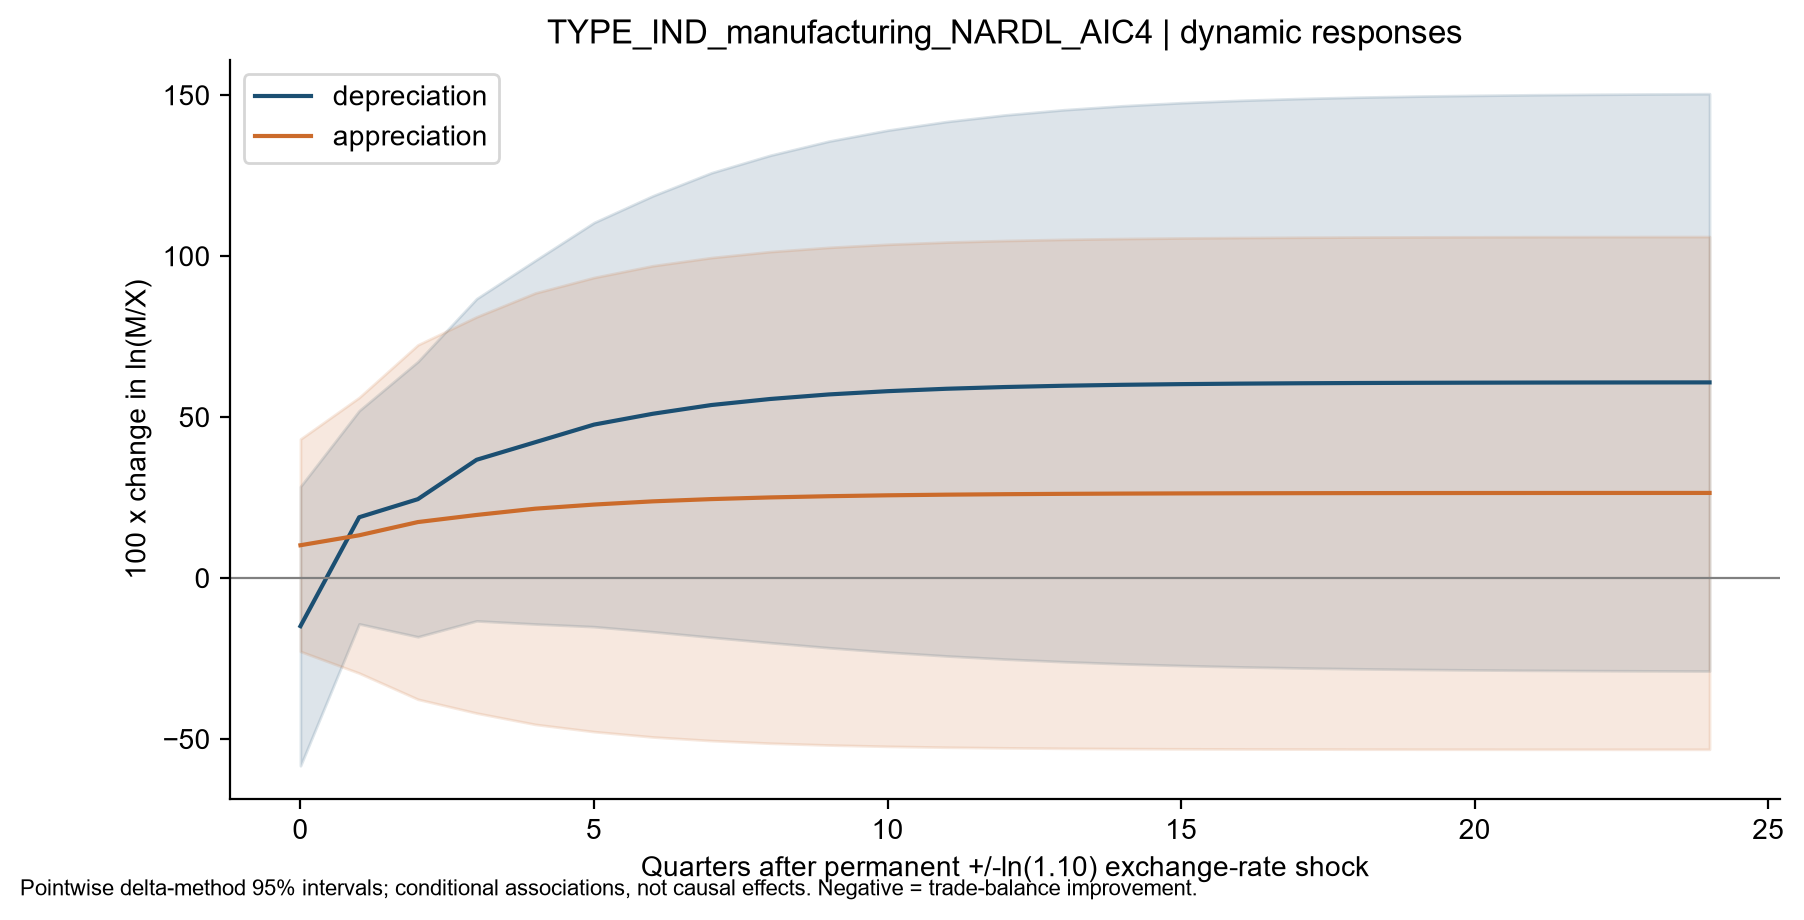 TYPE_IND_manufacturing_NARDL_AIC4 | dynamic responses
depreciation
appreciation
150
100
50
0
−50
100 x change in ln(M/X)
0
5
10
15
20
25
Quarters after permanent +/-ln(1.10) exchange-rate shock
Pointwise delta-method 95% intervals; conditional associations, not causal effects. Negative = trade-balance improvement.